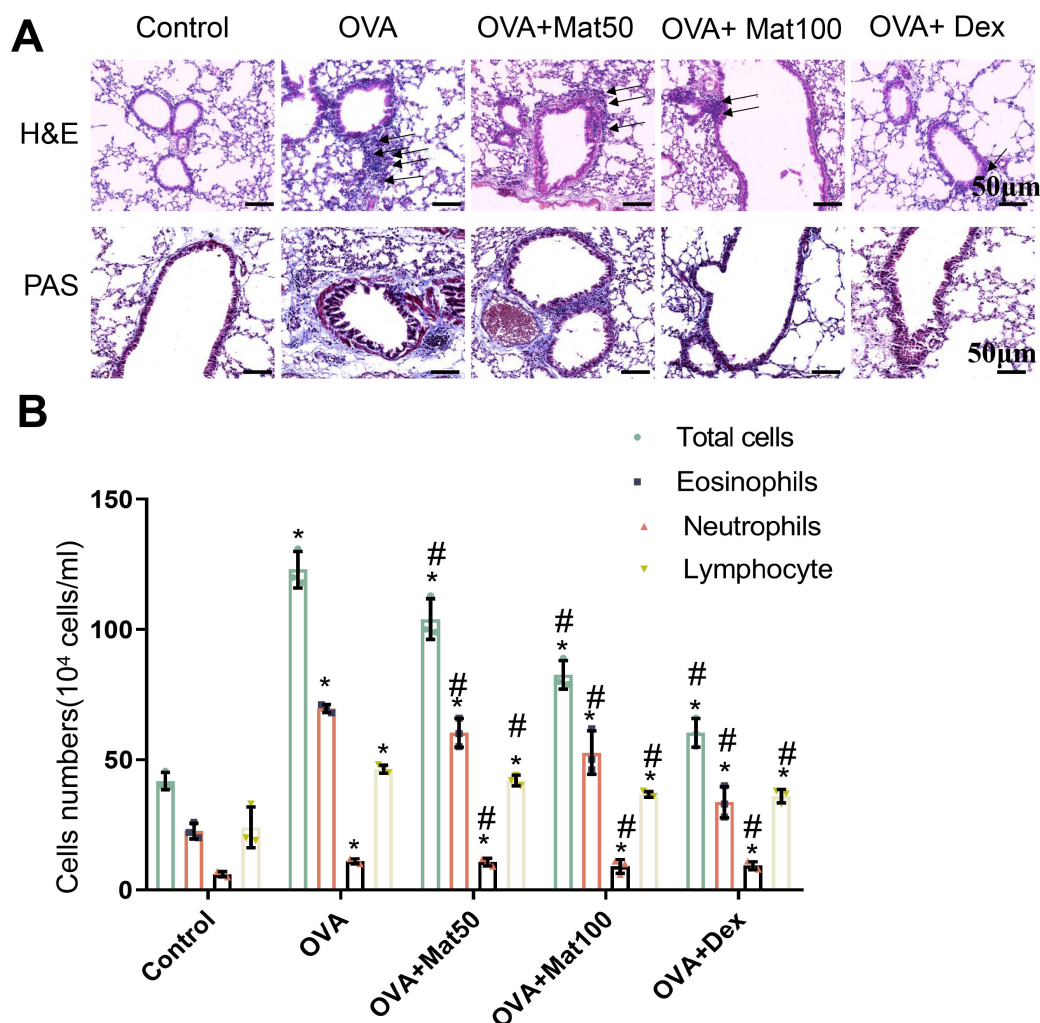 A
Control
OVA
OVA+Mat50
OVA+ Mat100
OVA+ Dex
H&E
50μm
PAS
50μm
B
Total cells
Eosinophils
Neutrophils
Lymphocyte
Cells numbers(10⁴ cells/ml)
150
100
50
0
*
*
*
*
#
*
#
*
#
*
#
*
#
*
#
*
#
*
#
*
#
*
#
*
#
*
#
*
Control
OVA
OVA+Mat50
OVA+Mat100
OVA+Dex